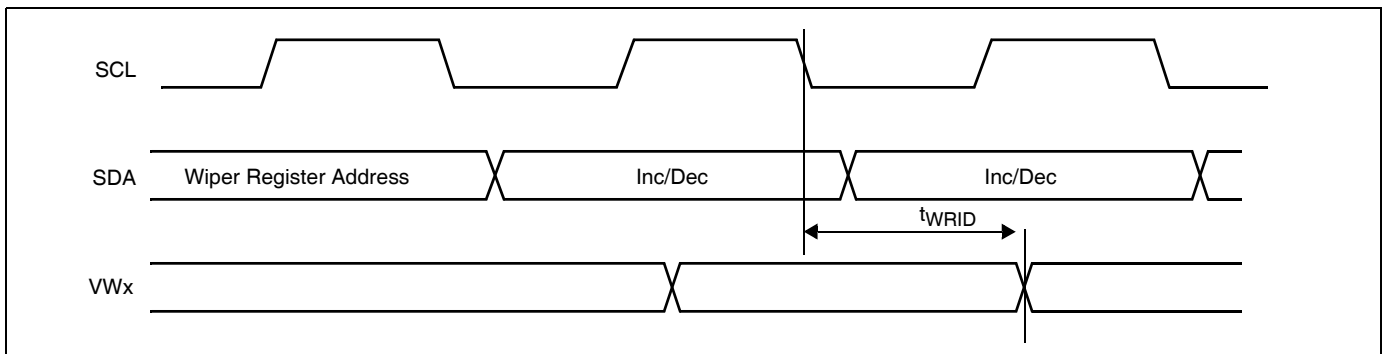 SCL
SDA Wiper Register Address Inc/Dec Inc/Dec
tWRID
VWx